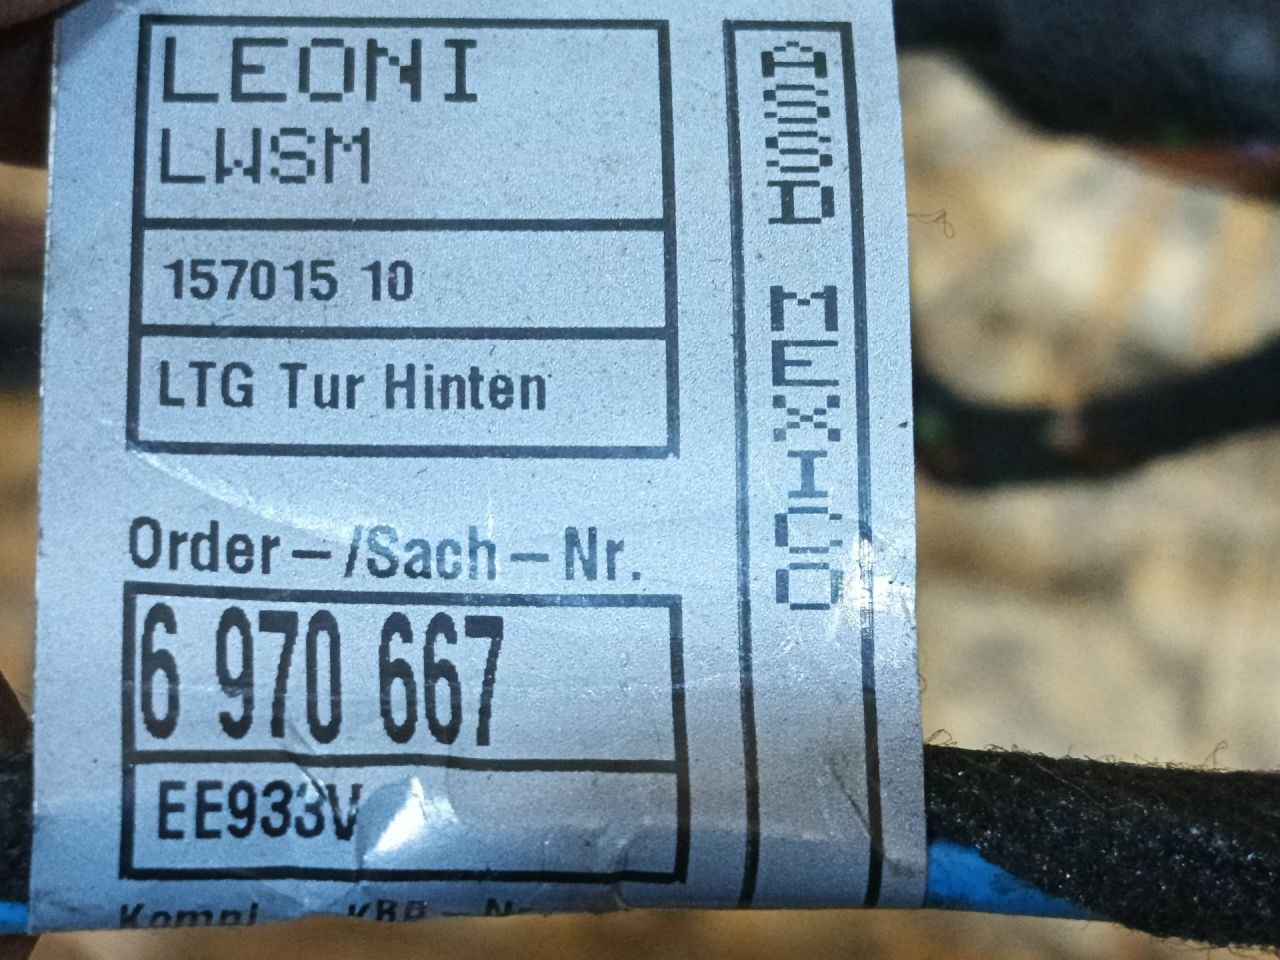 LEONI
LWSM
157015 10
LTG Tur Hinten
Order-/Sach-Nr.
6 970 667
EE933V
ASSD MEXICO